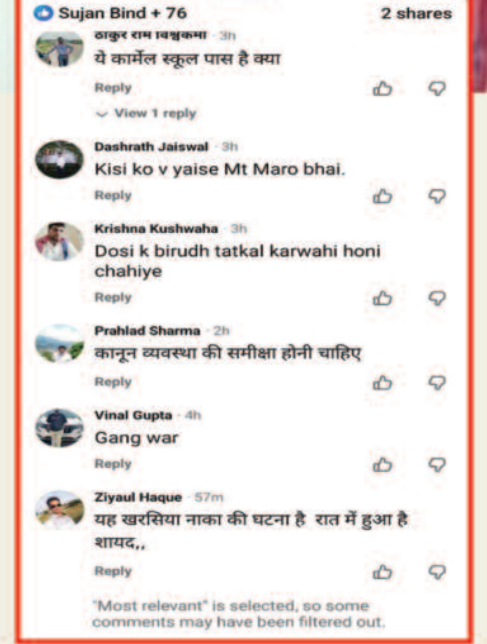 Sujan Bind + 76 2 shares
ठाकुर राम विश्वकर्मा · 3h
ये कार्मेल स्कूल पास है क्या
Reply
View 1 reply
Dashrath Jaiswal · 3h
Kisi ko v yaise Mt Maro bhai.
Reply
Krishna Kushwaha · 3h
Dosi k birudh tatkal karwahi honi
chahiye
Reply
Prahlad Sharma · 2h
कानून व्यवस्था की समीक्षा होनी चाहिए
Reply
Vinal Gupta · 4h
Gang war
Reply
Ziyaul Haque · 57m
यह खरसिया नाका की घटना है रात में हुआ है
शायद,,
Reply
"Most relevant" is selected, so some
comments may have been filtered out.